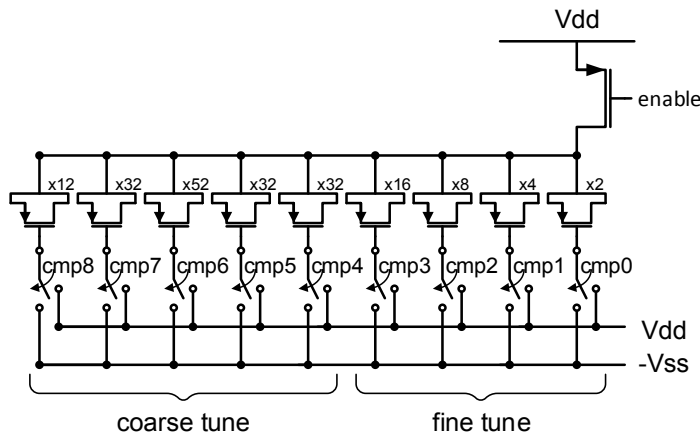 Vdd
enable
x12 x32 x52 x32 x32 x16 x8 x4 x2
cmp8 cmp7 cmp6 cmp5 cmp4 cmp3 cmp2 cmp1 cmp0
Vdd
-Vss
coarse tune fine tune